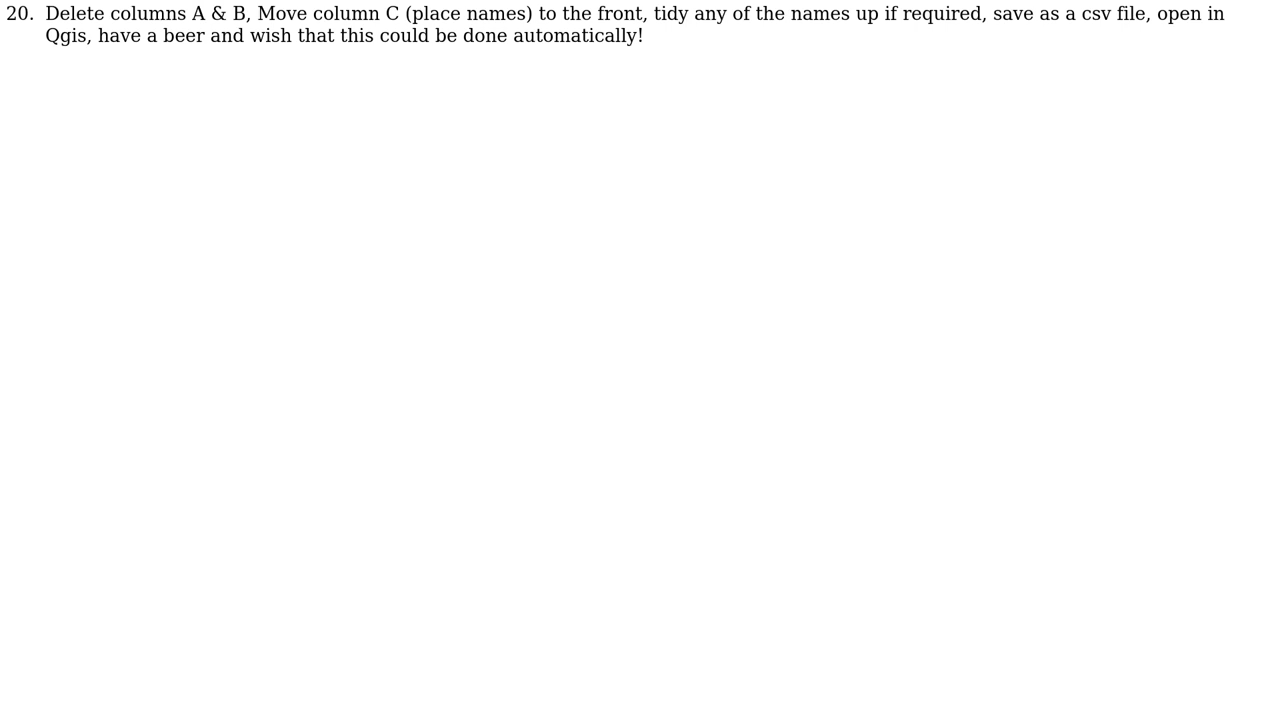 20. Delete columns A & B, Move column C (place names) to the front, tidy any of the names up if required, save as a csv file, open in
Qgis, have a beer and wish that this could be done automatically!